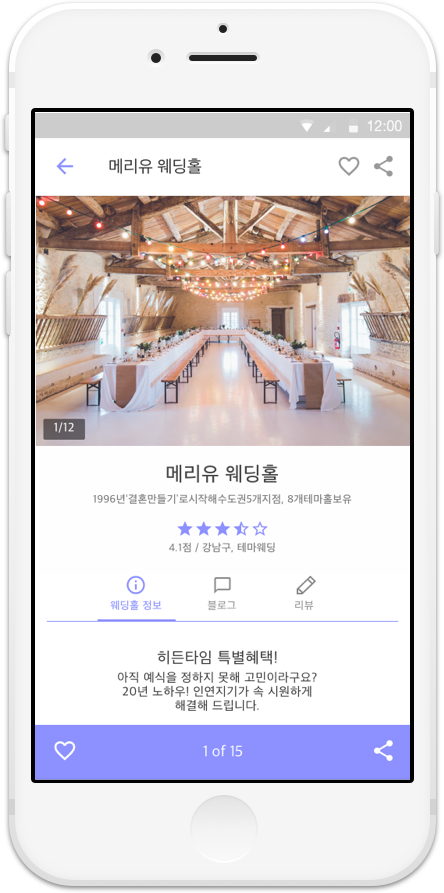 12:00
메리유 웨딩홀
1/12
메리유 웨딩홀
1996년'결혼만들기'로시작해수도권5개지점, 8개테마홀보유
4.1점 / 강남구, 테마웨딩
웨딩홀 정보
블로그
리뷰
히든타임 특별혜택!
아직 예식을 정하지 못해 고민이라구요?
20년 노하우! 인연지기가 속 시원하게
해결해 드립니다.
1 of 15